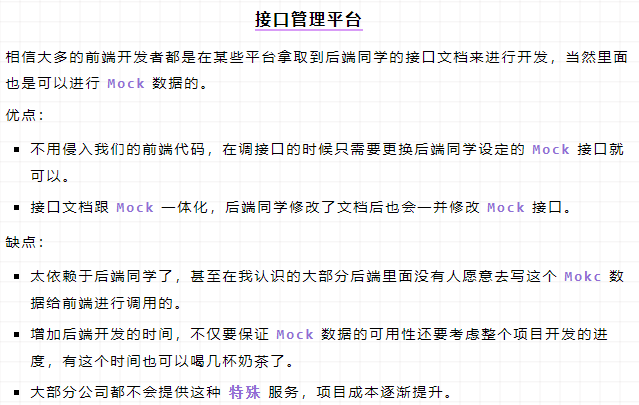 接口管理平台
相信大多的前端开发者都是在某些平台拿取到后端同学的接口文档来进行开发，当然里面
也是可以进行 Mock 数据的。
优点：
不用侵入我们的前端代码，在调接口的时候只需要更换后端同学设定的 Mock 接口就
可以。
接口文档跟 Mock 一体化，后端同学修改了文档后也会一并修改 Mock 接口。
缺点：
太依赖于后端同学了，甚至在我认识的大部分后端里面没有人愿意去写这个 Mokc 数
据给前端进行调用的。
增加后端开发的时间，不仅要保证 Mock 数据的可用性还要考虑整个项目开发的进
度，有这个时间也可以喝几杯奶茶了。
大部分公司都不会提供这种 特殊 服务，项目成本逐渐提升。